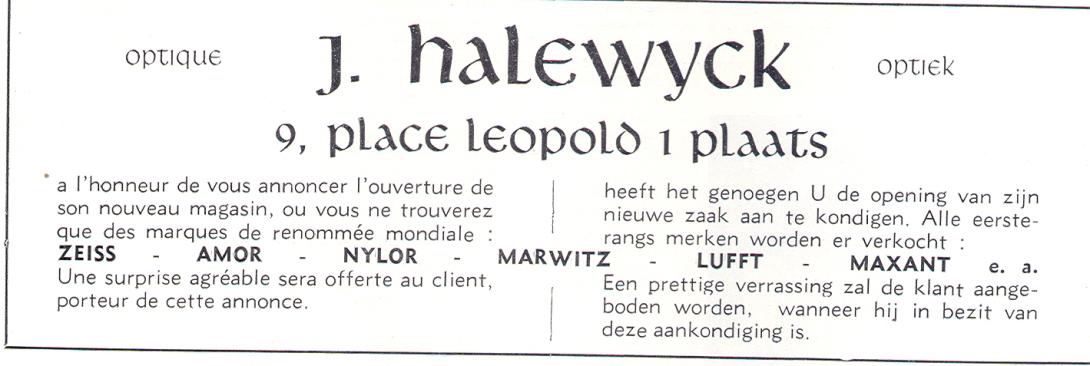 optique
J. halewyck
optiek
9, place leopold 1 plaats
a l'honneur de vous annoncer l'ouverture de
son nouveau magasin, ou vous ne trouverez
que des marques de renommée mondiale :
heeft het genoegen U de opening van zijn
nieuwe zaak aan te kondigen. Alle eerste-
rangs merken worden er verkocht :
ZEISS - AMOR - NYLOR - MARWITZ - LUFFT - MAXANT e. a.
Une surprise agréable sera offerte au client,
porteur de cette annonce.
Een prettige verrassing zal de klant aange-
boden worden, wanneer hij in bezit van
deze aankondiging is.